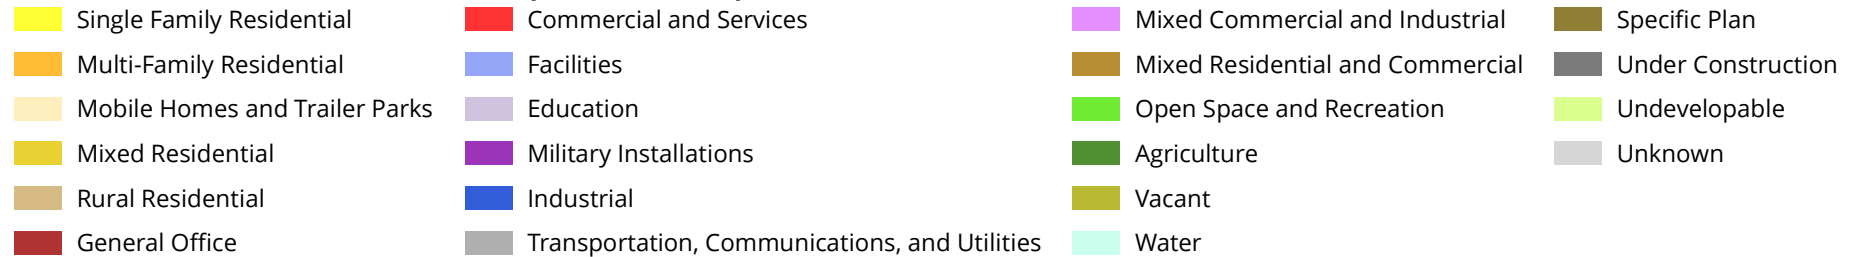 Single Family Residential
Multi-Family Residential
Mobile Homes and Trailer Parks
Mixed Residential
Rural Residential
General Office
Commercial and Services
Facilities
Education
Military Installations
Industrial
Transportation, Communications, and Utilities
Mixed Commercial and Industrial
Mixed Residential and Commercial
Open Space and Recreation
Agriculture
Vacant
Water
Specific Plan
Under Construction
Undevelopable
Unknown